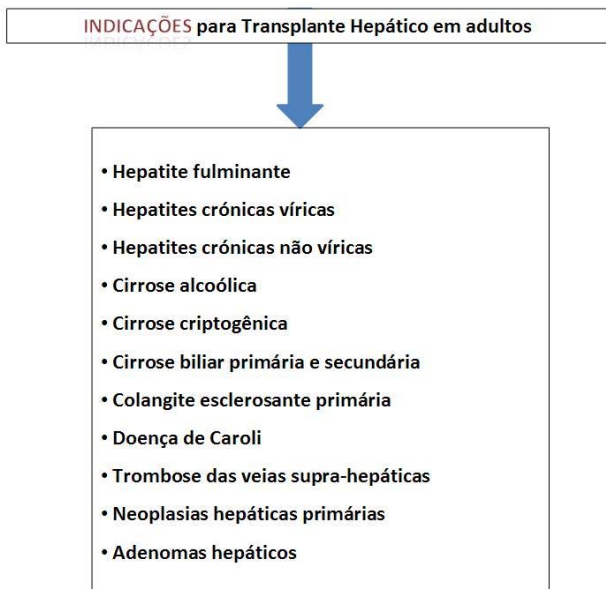 INDICAÇÕES para Transplante Hepático em adultos
• Hepatite fulminante
• Hepatites crónicas víricas
• Hepatites crónicas não víricas
• Cirrose alcoólica
• Cirrose criptogênica
• Cirrose biliar primária e secundária
• Colangite esclerosante primária
• Doença de Caroli
• Trombose das veias supra-hepáticas
• Neoplasias hepáticas primárias
• Adenomas hepáticos